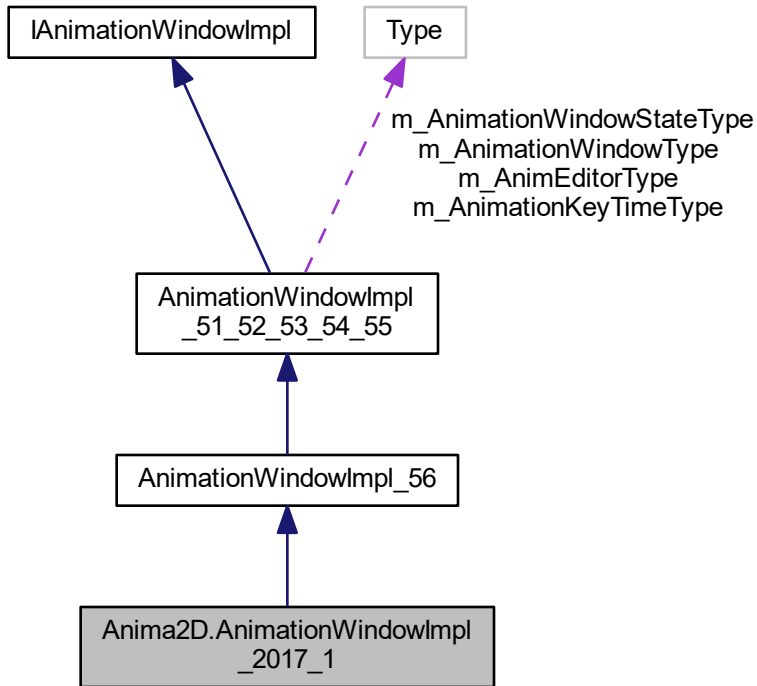 IAnimationWindowImpl
Type
m_AnimationWindowStateType
m_AnimationWindowType
m_AnimEditorType
m_AnimationKeyTimeType
AnimationWindowImpl
_51_52_53_54_55
AnimationWindowImpl_56
Anima2D.AnimationWindowImpl
_2017_1